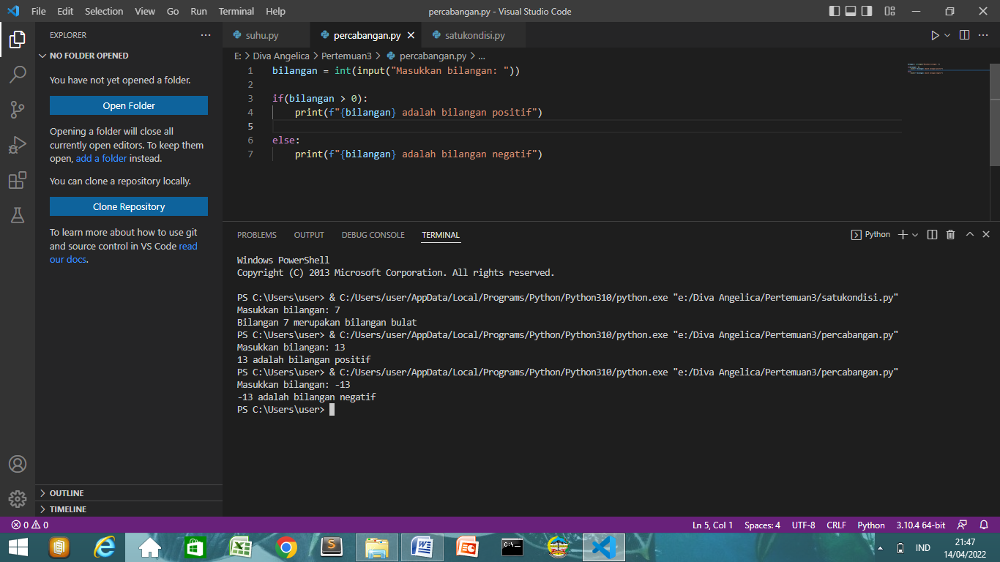 File Edit Selection View Go Run Terminal Help percabangan.py - Visual Studio Code
EXPLORER
NO FOLDER OPENED
You have not yet opened a folder.
Open Folder
Opening a folder will close all
currently open editors. To keep them
open, add a folder instead.
You can clone a repository locally.
Clone Repository
To learn more about how to use git
and source control in VS Code read
our docs.
OUTLINE
TIMELINE
suhu.py percabangan.py satukondisi.py
E: > Diva Angelica > Pertemuan3 > percabangan.py > ...
1 bilangan = int(input("Masukkan bilangan: "))
2
3 if(bilangan > 0):
4 print(f"{bilangan} adalah bilangan positif")
5
6 else:
7 print(f"{bilangan} adalah bilangan negatif")
PROBLEMS OUTPUT DEBUG CONSOLE TERMINAL Python
Windows PowerShell
Copyright (C) 2013 Microsoft Corporation. All rights reserved.
PS C:\Users\user> & C:/Users/user/AppData/Local/Programs/Python/Python310/python.exe "e:/Diva Angelica/Pertemuan3/satukondisi.py"
Masukkan bilangan: 7
Bilangan 7 merupakan bilangan bulat
PS C:\Users\user> & C:/Users/user/AppData/Local/Programs/Python/Python310/python.exe "e:/Diva Angelica/Pertemuan3/percabangan.py"
Masukkan bilangan: 13
13 adalah bilangan positif
PS C:\Users\user> & C:/Users/user/AppData/Local/Programs/Python/Python310/python.exe "e:/Diva Angelica/Pertemuan3/percabangan.py"
Masukkan bilangan: -13
-13 adalah bilangan negatif
PS C:\Users\user>
0 0 Ln 5, Col 1 Spaces: 4 UTF-8 CRLF Python 3.10.4 64-bit
IND
21:47
14/04/2022